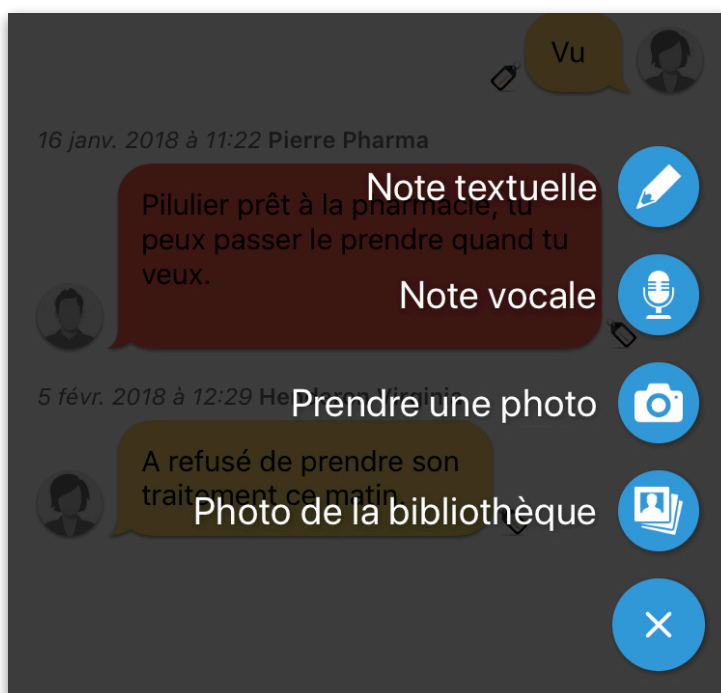 Vu
16 janv. 2018 à 11:22 Pierre Pharma
Note textuelle
Pilulier prêt à la pharmacie, tu
peux passer le prendre quand tu
veux.
Note vocale
5 févr. 2018 à 12:29 Virginie
Prendre une photo
A refusé de prendre son
traitement ce matin.
Photo de la bibliothèque